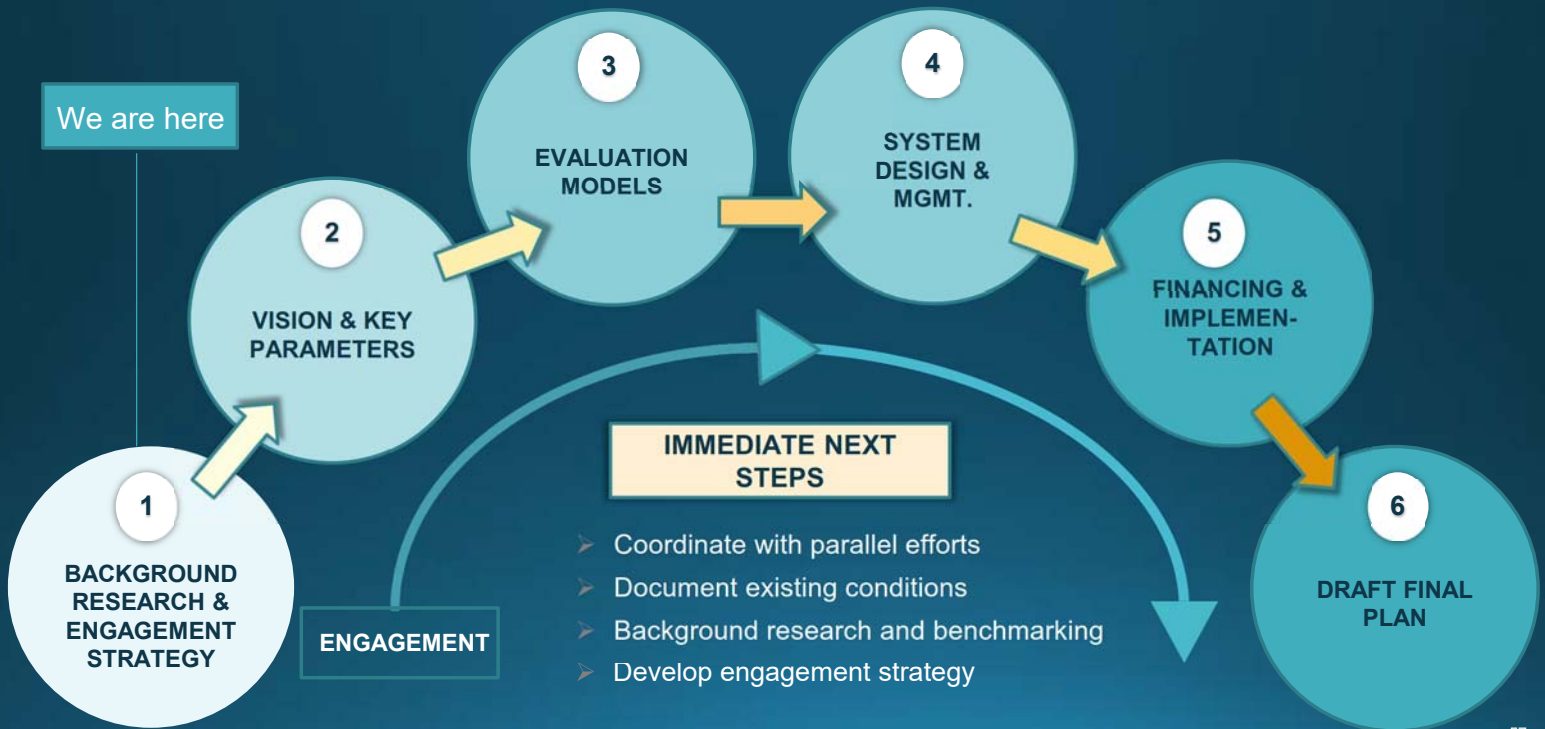 We are here
1
BACKGROUND
RESEARCH &
ENGAGEMENT
STRATEGY
2
VISION & KEY
PARAMETERS
3
EVALUATION
MODELS
4
SYSTEM
DESIGN &
MGMT.
5
FINANCING &
IMPLEMEN-
TATION
6
DRAFT FINAL
PLAN
ENGAGEMENT
IMMEDIATE NEXT
STEPS
Coordinate with parallel efforts
Document existing conditions
Background research and benchmarking
Develop engagement strategy